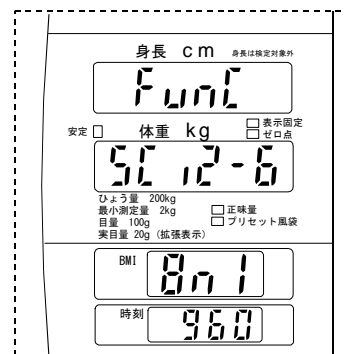 身長 cm 身長は検定対象外
FunC
安定 体重 kg 表示固定
ゼロ点
SC i2-6
ひょう量 200kg
最小測定量 2kg 正味量
目量 100g プリセット風袋
実目量 20g (拡張表示)
BMI 8n1
時刻 960